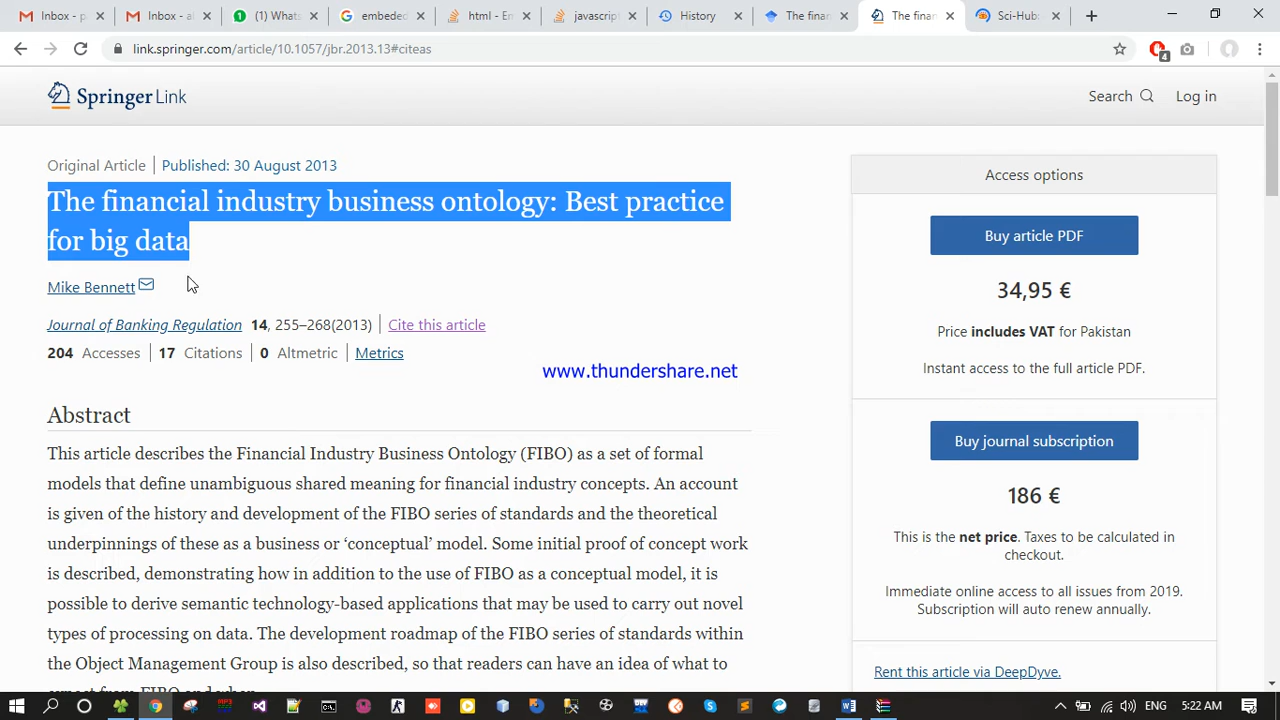 Inbox - p
Inbox - a
(1) Whats
embeded
html - En
javascrip
History
The finan
The finan
Sci-Hub:
link.springer.com/article/10.1057/jbr.2013.13#citeas
4
Springer Link
Search
Log in
Original Article | Published: 30 August 2013
The financial industry business ontology: Best practice
for big data
Mike Bennett
Journal of Banking Regulation 14, 255–268(2013) | Cite this article
204 Accesses | 17 Citations | 0 Altmetric | Metrics
www.thundershare.net
Abstract
This article describes the Financial Industry Business Ontology (FIBO) as a set of formal
models that define unambiguous shared meaning for financial industry concepts. An account
is given of the history and development of the FIBO series of standards and the theoretical
underpinnings of these as a business or ‘conceptual’ model. Some initial proof of concept work
is described, demonstrating how in addition to the use of FIBO as a conceptual model, it is
possible to derive semantic technology-based applications that may be used to carry out novel
types of processing on data. The development roadmap of the FIBO series of standards within
the Object Management Group is also described, so that readers can have an idea of what to
expect from FIBO and when.
Access options
Buy article PDF
34,95 €
Price includes VAT for Pakistan
Instant access to the full article PDF.
Buy journal subscription
186 €
This is the net price. Taxes to be calculated in
checkout.
Immediate online access to all issues from 2019.
Subscription will auto renew annually.
Rent this article via DeepDyve.
ENG
5:22 AM